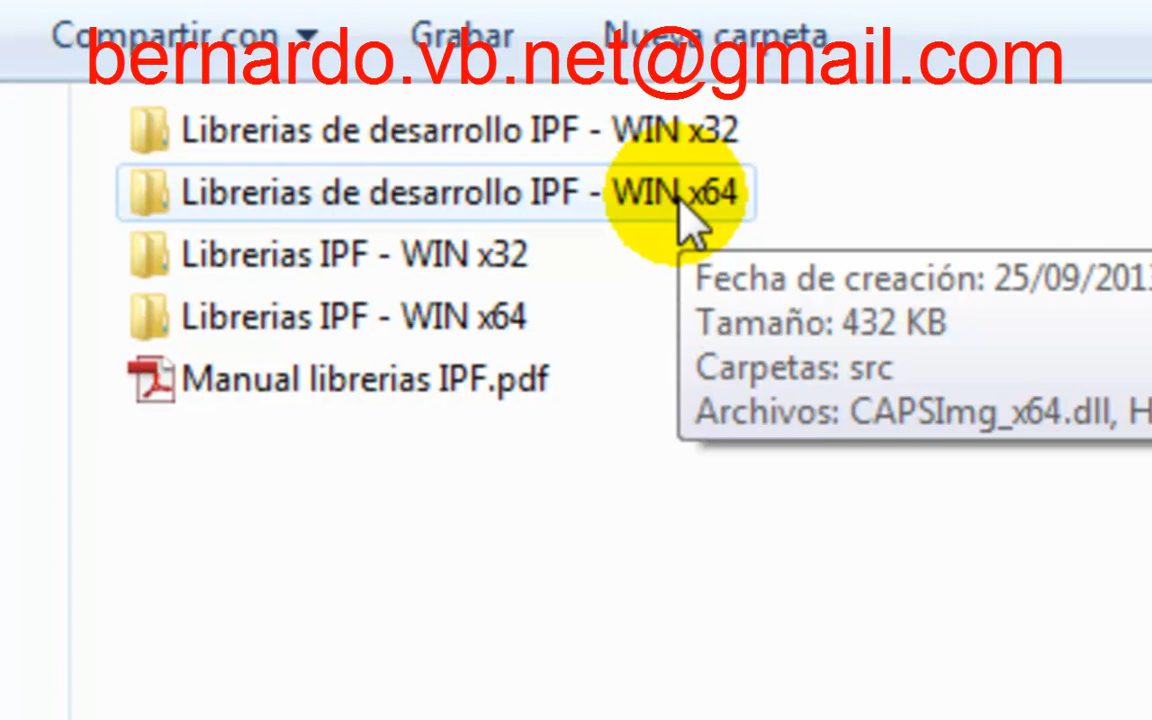 Compartir con Grabar Nueva carpeta
bernardo.vb.net@gmail.com
Librerias de desarrollo IPF - WIN x32
Librerias de desarrollo IPF - WIN x64
Librerias IPF - WIN x32
Librerias IPF - WIN x64
Manual librerias IPF.pdf
Fecha de creación: 25/09/2013
Tamaño: 432 KB
Carpetas: src
Archivos: CAPSImg_x64.dll, H